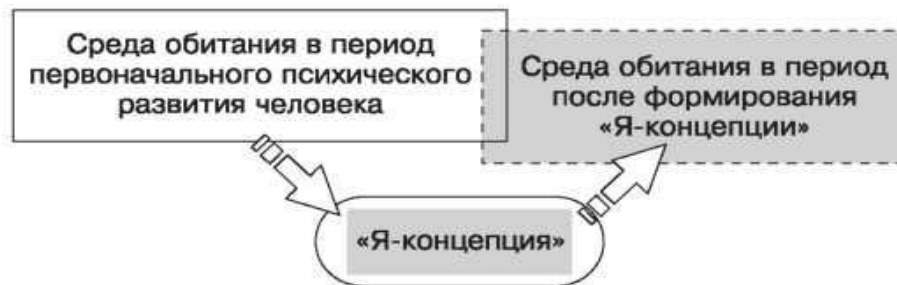 Среда обитания в период
первоначального психического
развития человека
Среда обитания в период
после формирования
«Я-концепции»
«Я-концепция»